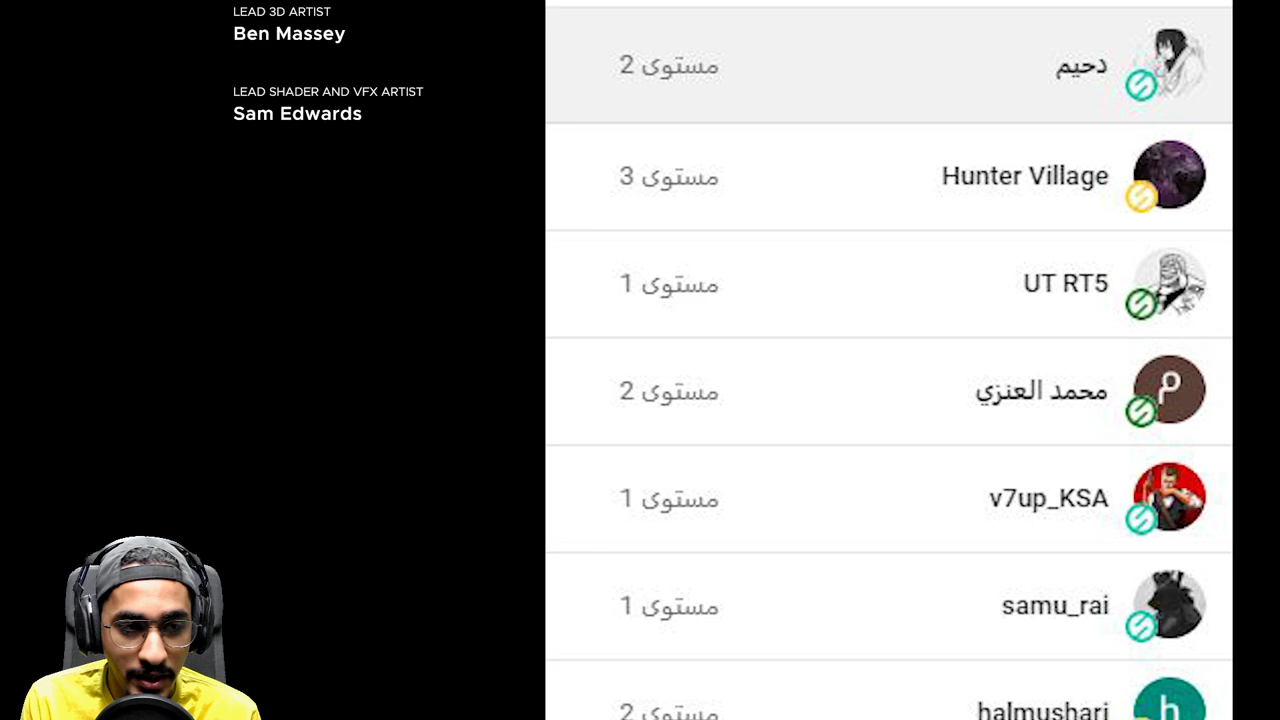 LEAD 3D ARTIST
Ben Massey
LEAD SHADER AND VFX ARTIST
Sam Edwards
دحيم مستوى 2
Hunter Village مستوى 3
UT RT5 مستوى 1
م
محمد العنزي مستوى 2
v7up_KSA مستوى 1
samu_rai مستوى 1
h
halmushari مستوى 2